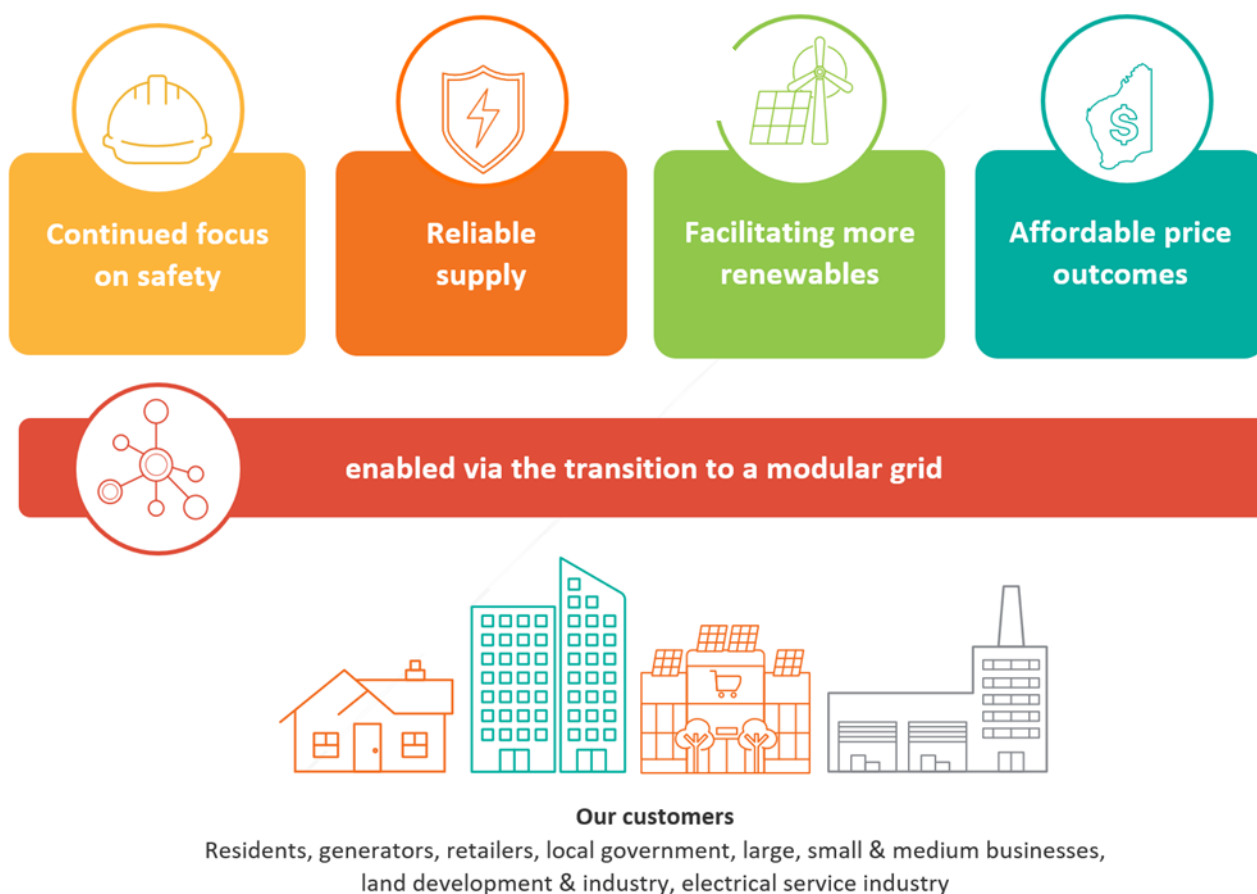 Continued focus
on safety
Reliable
supply
Facilitating more
renewables
$
Affordable price
outcomes
enabled via the transition to a modular grid
Our customers
Residents, generators, retailers, local government, large, small & medium businesses,
land development & industry, electrical service industry